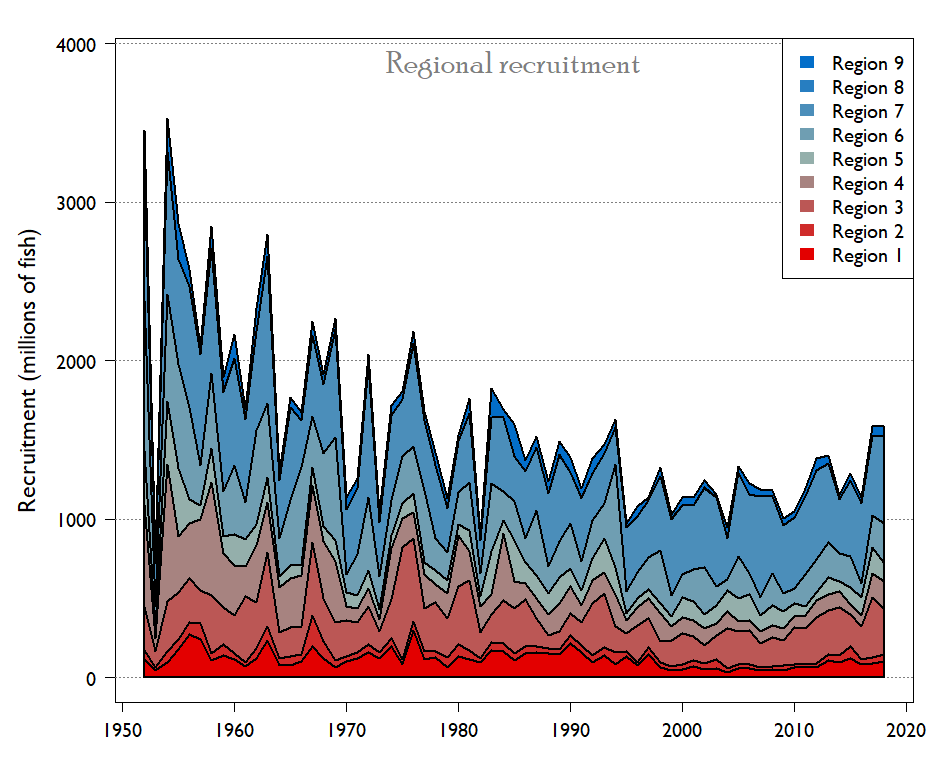 Regional recruitment
Recruitment (millions of fish)
4000
3000
2000
1000
0
1950 1960 1970 1980 1990 2000 2010 2020
Region 9
Region 8
Region 7
Region 6
Region 5
Region 4
Region 3
Region 2
Region 1